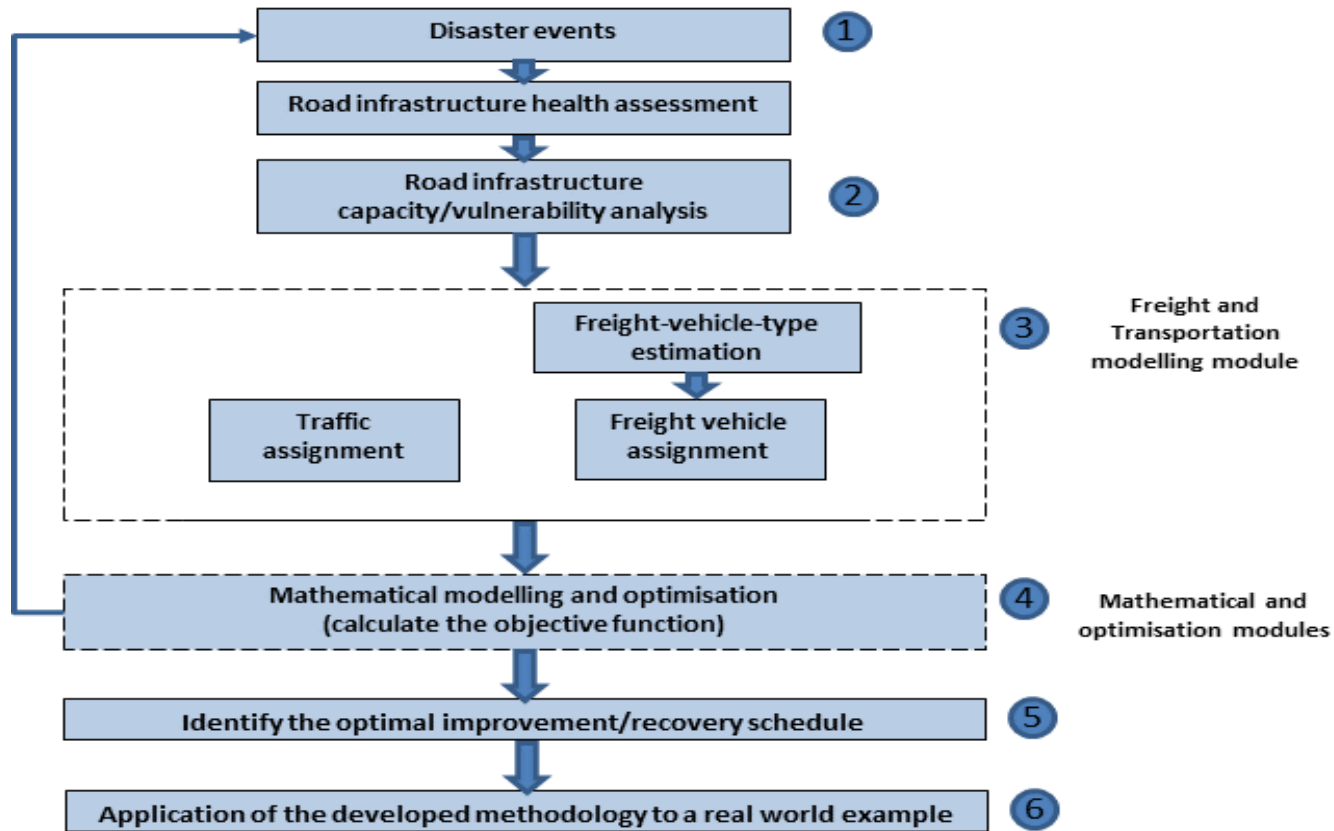 Disaster events
1
Road infrastructure health assessment
Road infrastructure
capacity/vulnerability analysis
2
Freight-vehicle-type
estimation
3
Freight and
Transportation
modelling module
Traffic
assignment
Freight vehicle
assignment
Mathematical modelling and optimisation
(calculate the objective function)
4
Mathematical and
optimisation modules
Identify the optimal improvement/recovery schedule
5
Application of the developed methodology to a real world example
6